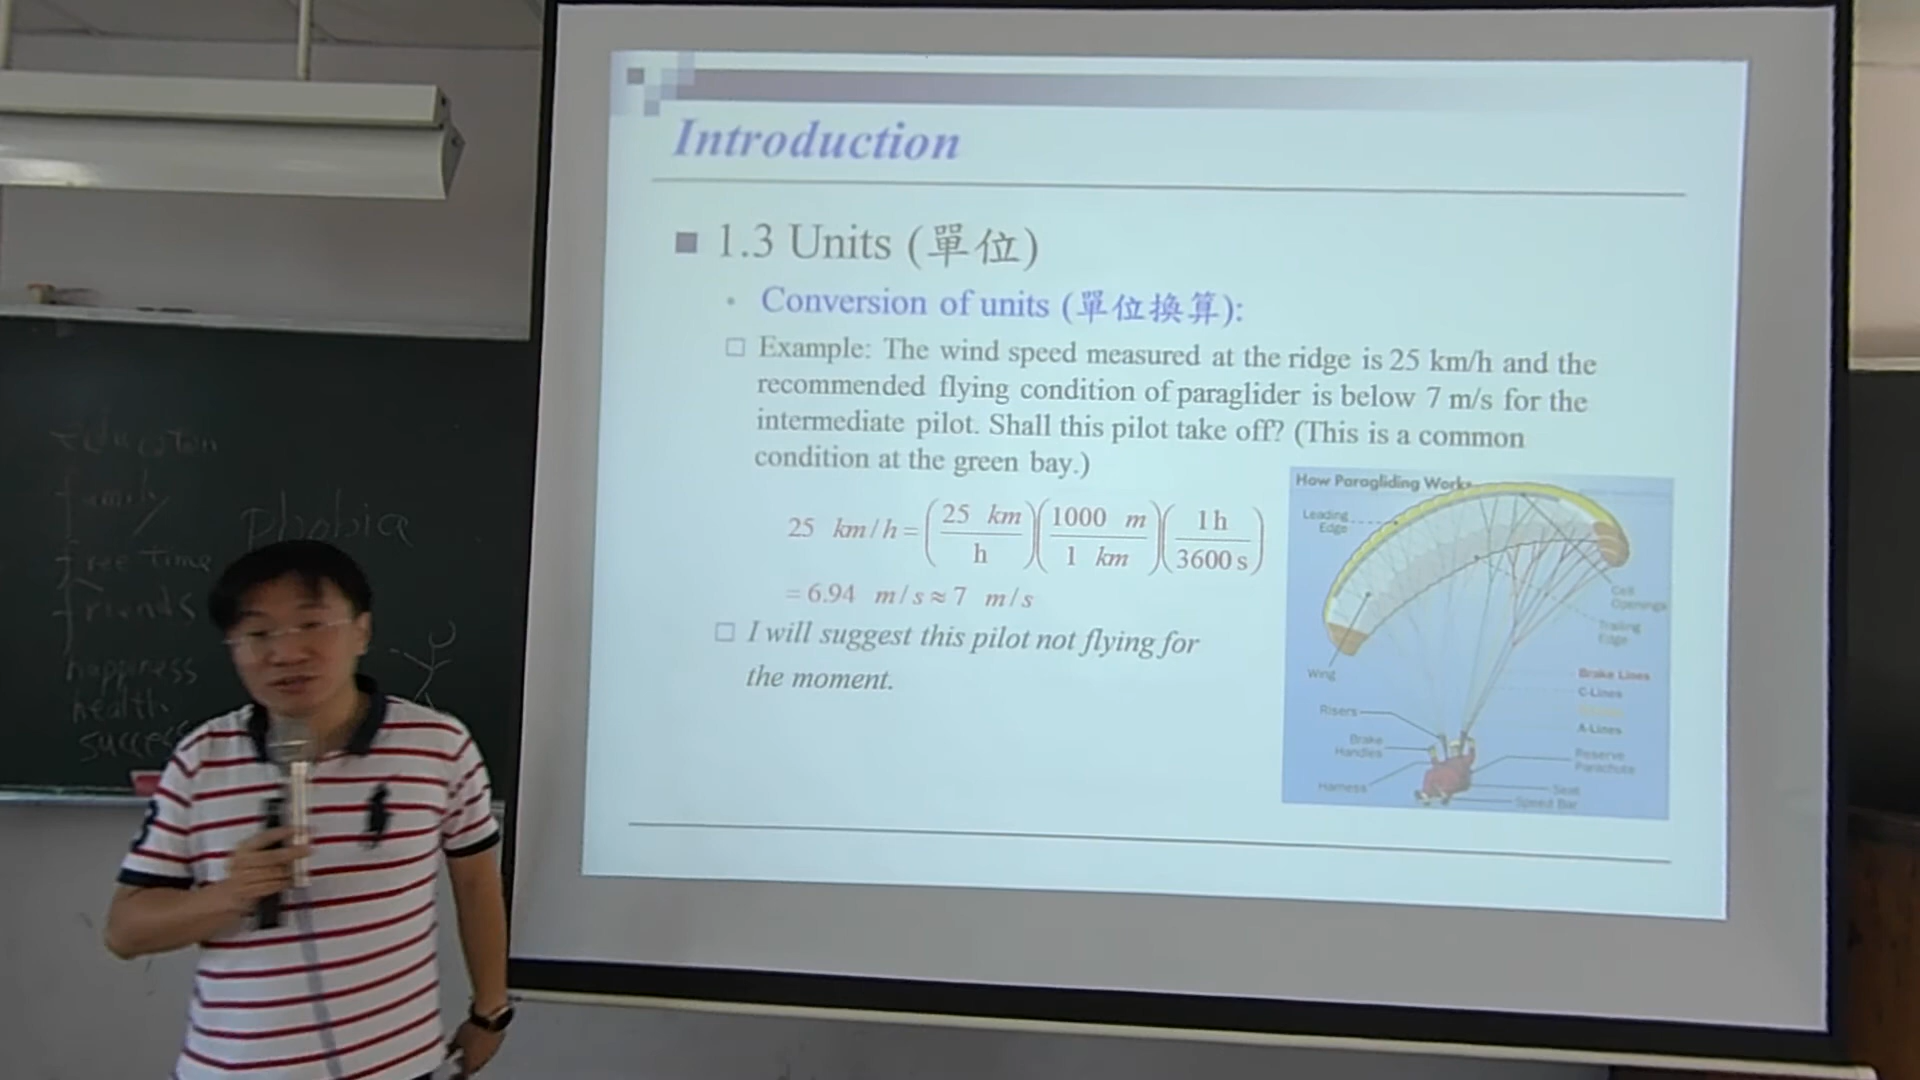 Introduction
1.3 Units (單位)
Conversion of units (單位換算):
Example: The wind speed measured at the ridge is 25 km/h and the
recommended flying condition of paraglider is below 7 m/s for the
intermediate pilot. Shall this pilot take off? (This is a common
condition at the green bay.)
25 km/h = (25 km / h)(1000 m / 1 km)(1 h / 3600 s)
= 6.94 m/s ≈ 7 m/s
I will suggest this pilot not flying for
the moment.
How Paragliding Works
Leading
Edge
Cell
Openings
Trailing
Edge
Wing
Brake Lines
C-Lines
A-Lines
Risers
Brake
Handles
Reserve
Parachute
Harness
Seat
Speed Bar
education
family
free time
friends
happiness
health
success
phobia